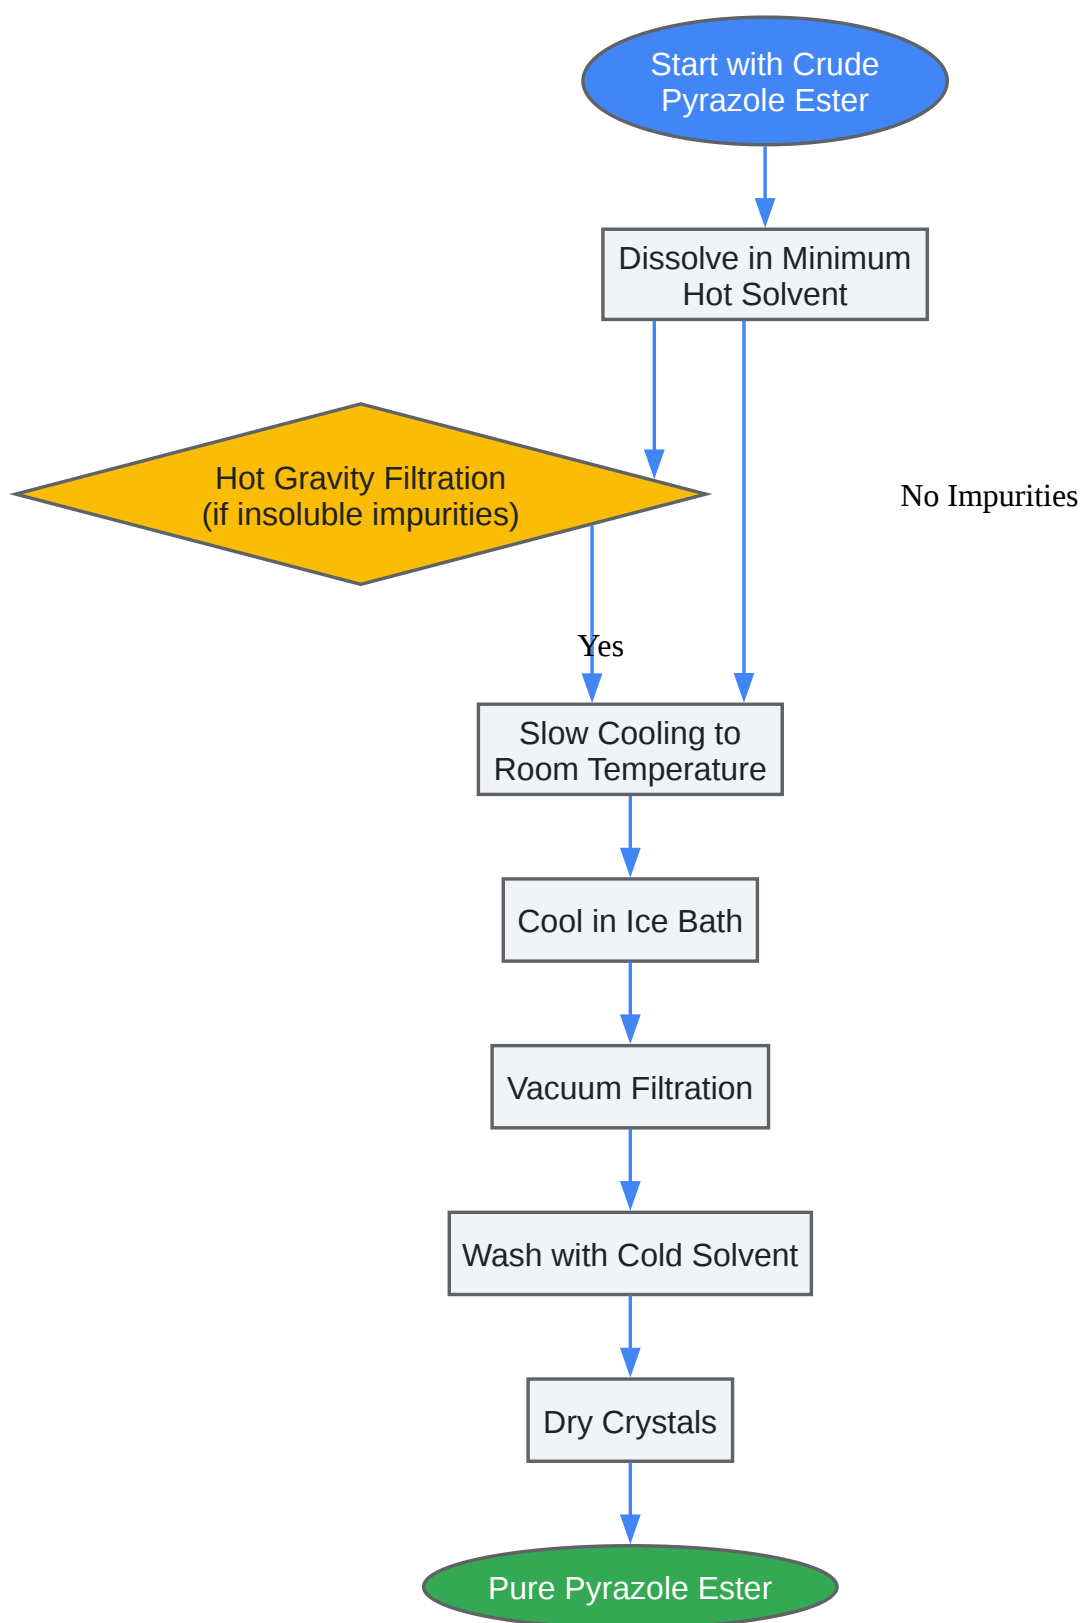 Start with Crude
Pyrazole Ester
Dissolve in Minimum
Hot Solvent
Hot Gravity Filtration
(if insoluble impurities)
No Impurities
Yes
Slow Cooling to
Room Temperature
Cool in Ice Bath
Vacuum Filtration
Wash with Cold Solvent
Dry Crystals
Pure Pyrazole Ester